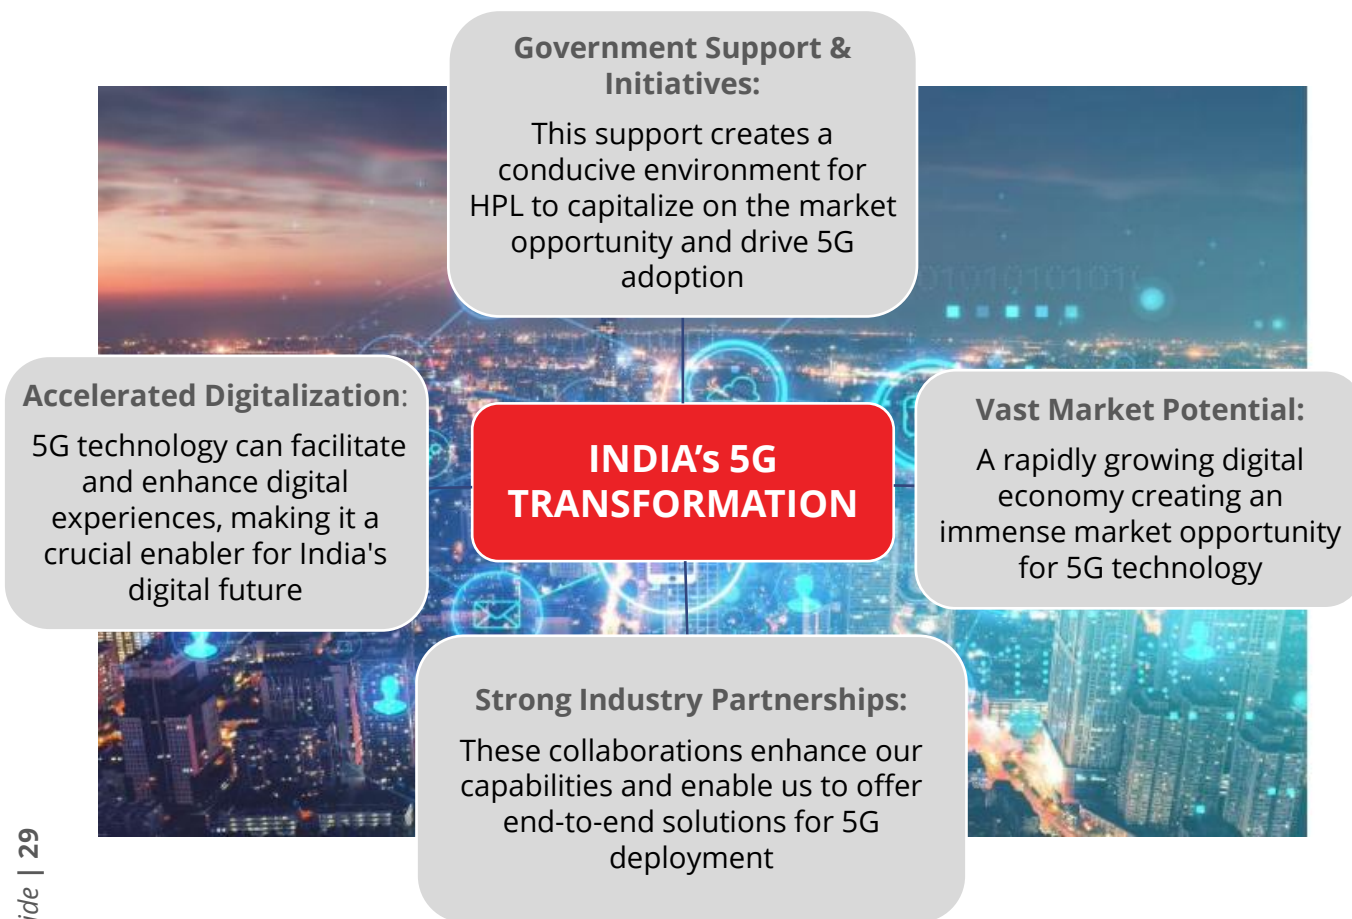 Government Support &
Initiatives:
This support creates a
conducive environment for
HPL to capitalize on the market
opportunity and drive 5G
adoption
Accelerated Digitalization:
5G technology can facilitate
and enhance digital
experiences, making it a
crucial enabler for India's
digital future
INDIA’s 5G
TRANSFORMATION
Vast Market Potential:
A rapidly growing digital
economy creating an
immense market opportunity
for 5G technology
Strong Industry Partnerships:
These collaborations enhance our
capabilities and enable us to offer
end-to-end solutions for 5G
deployment
| 29